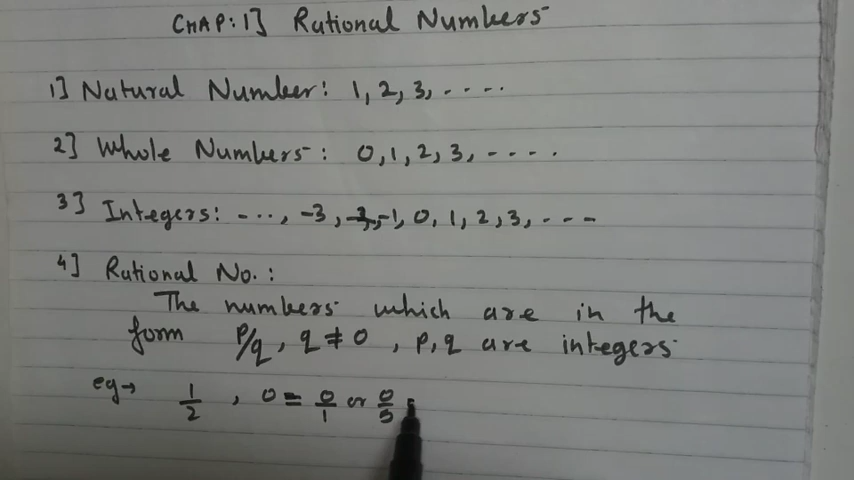 CHAP: 1] Rational Numbers
1] Natural Number: 1, 2, 3, ....
2] Whole Numbers: 0, 1, 2, 3, ....
3] Integers: ..., -3, -2, -1, 0, 1, 2, 3, ---
4] Rational No.:
The numbers which are in the
form p/q, q ≠ 0, p, q are integers
eg→ 1/2, 0 = 0/1 or 0/5